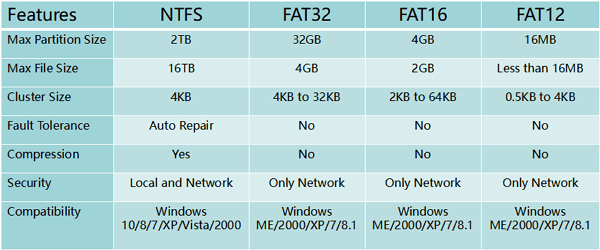 Features NTFS FAT32 FAT16 FAT12
Max Partition Size 2TB 32GB 4GB 16MB
Max File Size 16TB 4GB 2GB Less than 16MB
Cluster Size 4KB 4KB to 32KB 2KB to 64KB 0.5KB to 4KB
Fault Tolerance Auto Repair No No No
Compression Yes No No No
Security Local and Network Only Network Only Network Only Network
Compatibility Windows Windows Windows Windows
10/8/7/XP/Vista/2000 ME/2000/XP/7/8.1 ME/2000/XP/7/8.1 ME/2000/XP/7/8.1